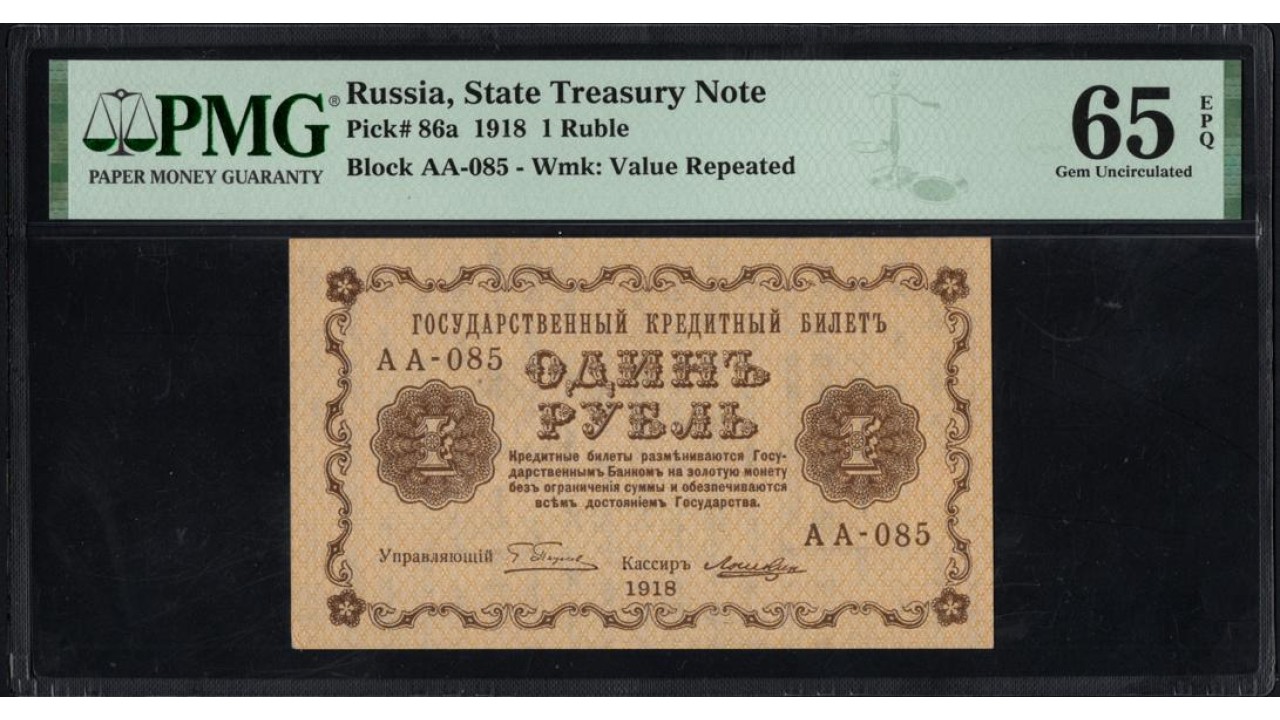 PMG®
PAPER MONEY GUARANTY
Russia, State Treasury Note
Pick# 86a 1918 1 Ruble
Block AA-085 - Wmk: Value Repeated
65 EPQ
Gem Uncirculated
ГОСУДАРСТВЕННЫЙ КРЕДИТНЫЙ БИЛЕТЪ
АА-085
ОДИНЪ
РУБЛЬ
1
1
Кредитные билеты размѣниваются Госу-
дарственнымъ Банкомъ на золотую монету
безъ ограниченія суммы и обезпечиваются
всѣмъ достояніемъ Государства.
АА-085
Управляющій
Кассиръ
1918